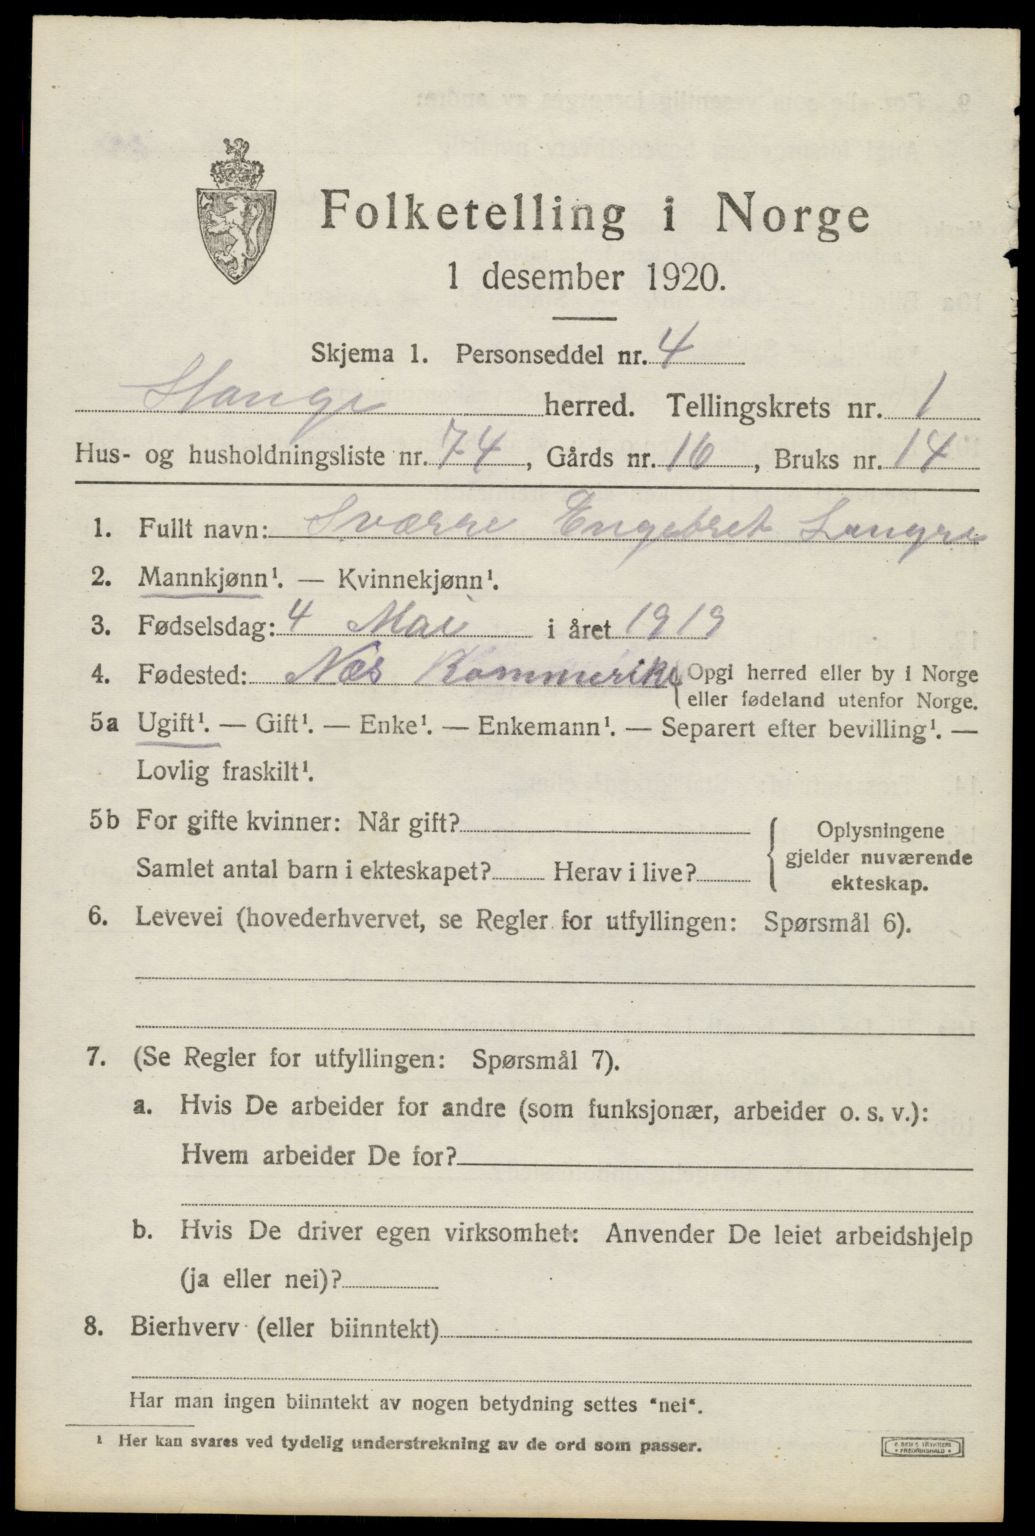 Folketelling i Norge
1 desember 1920.
Skjema 1. Personseddel nr. 4
Stange herred. Tellingskrets nr. 1
Hus- og husholdningsliste nr. 74, Gårds nr. 16, Bruks nr. 14
1. Fullt navn: Sværre Engebret
2. Mannkjønn¹. — Kvinnekjønn¹.
3. Fødselsdag: 4 Mai i året 1919
4. Fødested: Næs Rommerike { Opgi herred eller by i Norge
eller fødeland utenfor Norge.
5a Ugift¹. — Gift¹. — Enke¹. — Enkemann¹. — Separert efter bevilling¹. —
Lovlig fraskilt¹.
5b For gifte kvinner: Når gift?
Samlet antal barn i ekteskapet? Herav i live?
{ Oplysningene
gjelder nuværende
ekteskap.
6. Levevei (hovederhvervet, se Regler for utfyllingen: Spørsmål 6).
7. (Se Regler for utfyllingen: Spørsmål 7).
a. Hvis De arbeider for andre (som funksjonær, arbeider o. s. v.):
Hvem arbeider De for?
b. Hvis De driver egen virksomhet: Anvender De leiet arbeidshjelp
(ja eller nei)?
8. Bierhverv (eller biinntekt)
Har man ingen biinntekt av nogen betydning settes "nei".
¹ Her kan svares ved tydelig understrekning av de ord som passer.